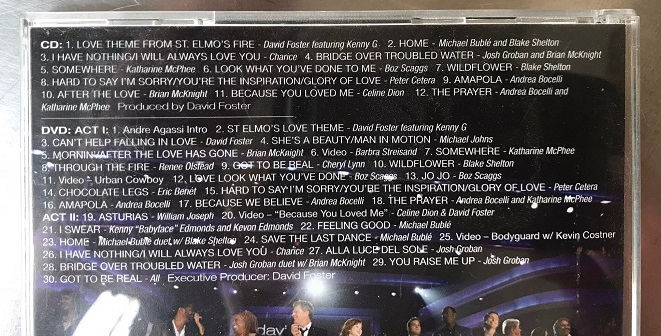 CD: 1. LOVE THEME FROM ST. ELMO'S FIRE - David Foster featuring Kenny G 2. HOME - Michael Bublé and Blake Shelton
3. I HAVE NOTHING/I WILL ALWAYS LOVE YOU - Charice 4. BRIDGE OVER TROUBLED WATER - Josh Groban and Brian McKnight
5. SOMEWHERE - Katharine McPhee 6. LOOK WHAT YOU'VE DONE TO ME - Boz Scaggs 7. WILDFLOWER - Blake Shelton
8. HARD TO SAY I'M SORRY/YOU'RE THE INSPIRATION/GLORY OF LOVE - Peter Cetera 9. AMAPOLA - Andrea Bocelli
10. AFTER THE LOVE - Brian McKnight 11. BECAUSE YOU LOVED ME - Celine Dion 12. THE PRAYER - Andrea Bocelli and
Katharine McPhee Produced by David Foster
DVD: ACT I: 1. Andre Agassi Intro 2. ST ELMO'S LOVE THEME - David Foster featuring Kenny G
3. CAN'T HELP FALLING IN LOVE - David Foster 4. SHE'S A BEAUTY/MAN IN MOTION - Michael Johns
5. MORNIN'/AFTER THE LOVE HAS GONE - Brian McKnight 6. Video - Barbra Streisand 7. SOMEWHERE - Katharine McPhee
8. THROUGH THE FIRE - Renee Olstead 9. GOT TO BE REAL - Cheryl Lynn 10. WILDFLOWER - Blake Shelton
11. Video - Urban Cowboy 12. LOVE LOOK WHAT YOU'VE DONE - Boz Scaggs 13. JO JO - Boz Scaggs
14. CHOCOLATE LEGS - Eric Benét 15. HARD TO SAY I'M SORRY/YOU'RE THE INSPIRATION/GLORY OF LOVE - Peter Cetera
16. AMAPOLA - Andrea Bocelli 17. BECAUSE WE BELIEVE - Andrea Bocelli 18. THE PRAYER - Andrea Bocelli and Katharine McPhee
ACT II: 19. ASTURIAS - William Joseph 20. Video - "Because You Loved Me" - Celine Dion & David Foster
21. I SWEAR - Kenny "Babyface" Edmonds and Kevon Edmonds 22. FEELING GOOD - Michael Bublé
23. HOME - Michael Bublé duet w/ Blake Shelton 24. SAVE THE LAST DANCE - Michael Bublé 25. Video - Bodyguard w/ Kevin Costner
26. I HAVE NOTHING/I WILL ALWAYS LOVE YOU - Charice 27. ALLA LUCE DEL SOLE - Josh Groban
28. BRIDGE OVER TROUBLED WATER - Josh Groban duet w/ Brian McKnight 29. YOU RAISE ME UP - Josh Groban
30. GOT TO BE REAL - All Executive Producer: David Foster